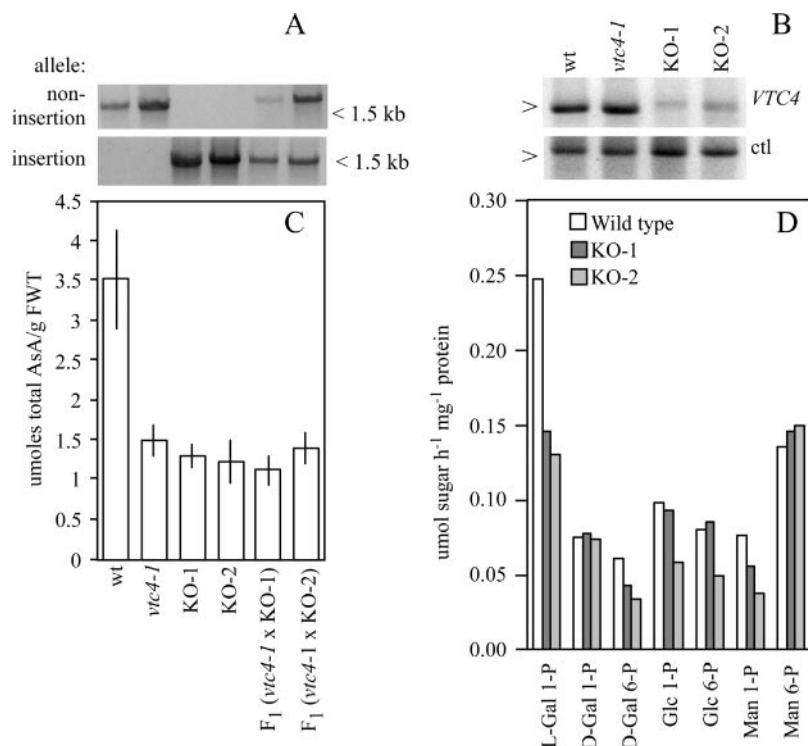 A
allele:
non-
insertion
< 1.5 kb
insertion
< 1.5 kb
B
wt
vtc4-1
KO-1
KO-2
>
VTC4
>
ctl
C
umoles total AsA/g FWT
4.5
4
3.5
3
2.5
2
1.5
1
0.5
0
wt
vtc4-1
KO-1
KO-2
F₁ (vtc4-1 x KO-1)
F₁ (vtc4-1 x KO-2)
D
Wild type
KO-1
KO-2
umol sugar h⁻¹ mg⁻¹ protein
0.30
0.25
0.20
0.15
0.10
0.05
0.00
L-Gal 1-P
D-Gal 1-P
D-Gal 6-P
Glc 1-P
Glc 6-P
Man 1-P
Man 6-P